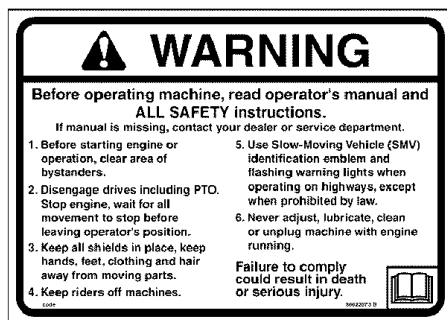 WARNING
Before operating machine, read operator's manual and
ALL SAFETY instructions.
If manual is missing, contact your dealer or service department.
1. Before starting engine or
operation, clear area of
bystanders.
2. Disengage drives including PTO.
Stop engine, wait for all
movement to stop before
leaving operator's position.
3. Keep all shields in place, keep
hands, feet, clothing and hair
away from moving parts.
4. Keep riders off machines.
code
5. Use Slow-Moving Vehicle (SMV)
identification emblem and
flashing warning lights when
operating on highways, except
when prohibited by law.
6. Never adjust, lubricate, clean
or unplug machine with engine
running.
Failure to comply
could result in death
or serious injury.